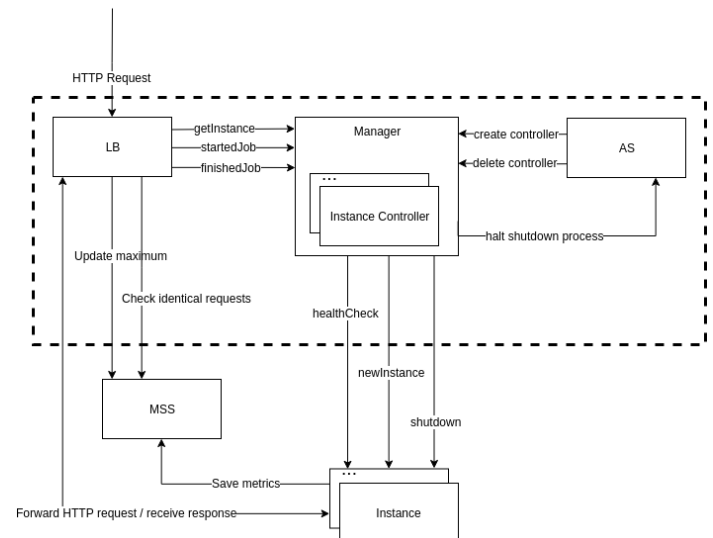 HTTP Request
LB
getInstance
startedJob
finishedJob
Manager
...
Instance Controller
create controller
delete controller
AS
halt shutdown process
Update maximum
Check identical requests
healthCheck
newInstance
shutdown
MSS
Save metrics
...
Instance
Forward HTTP request / receive response